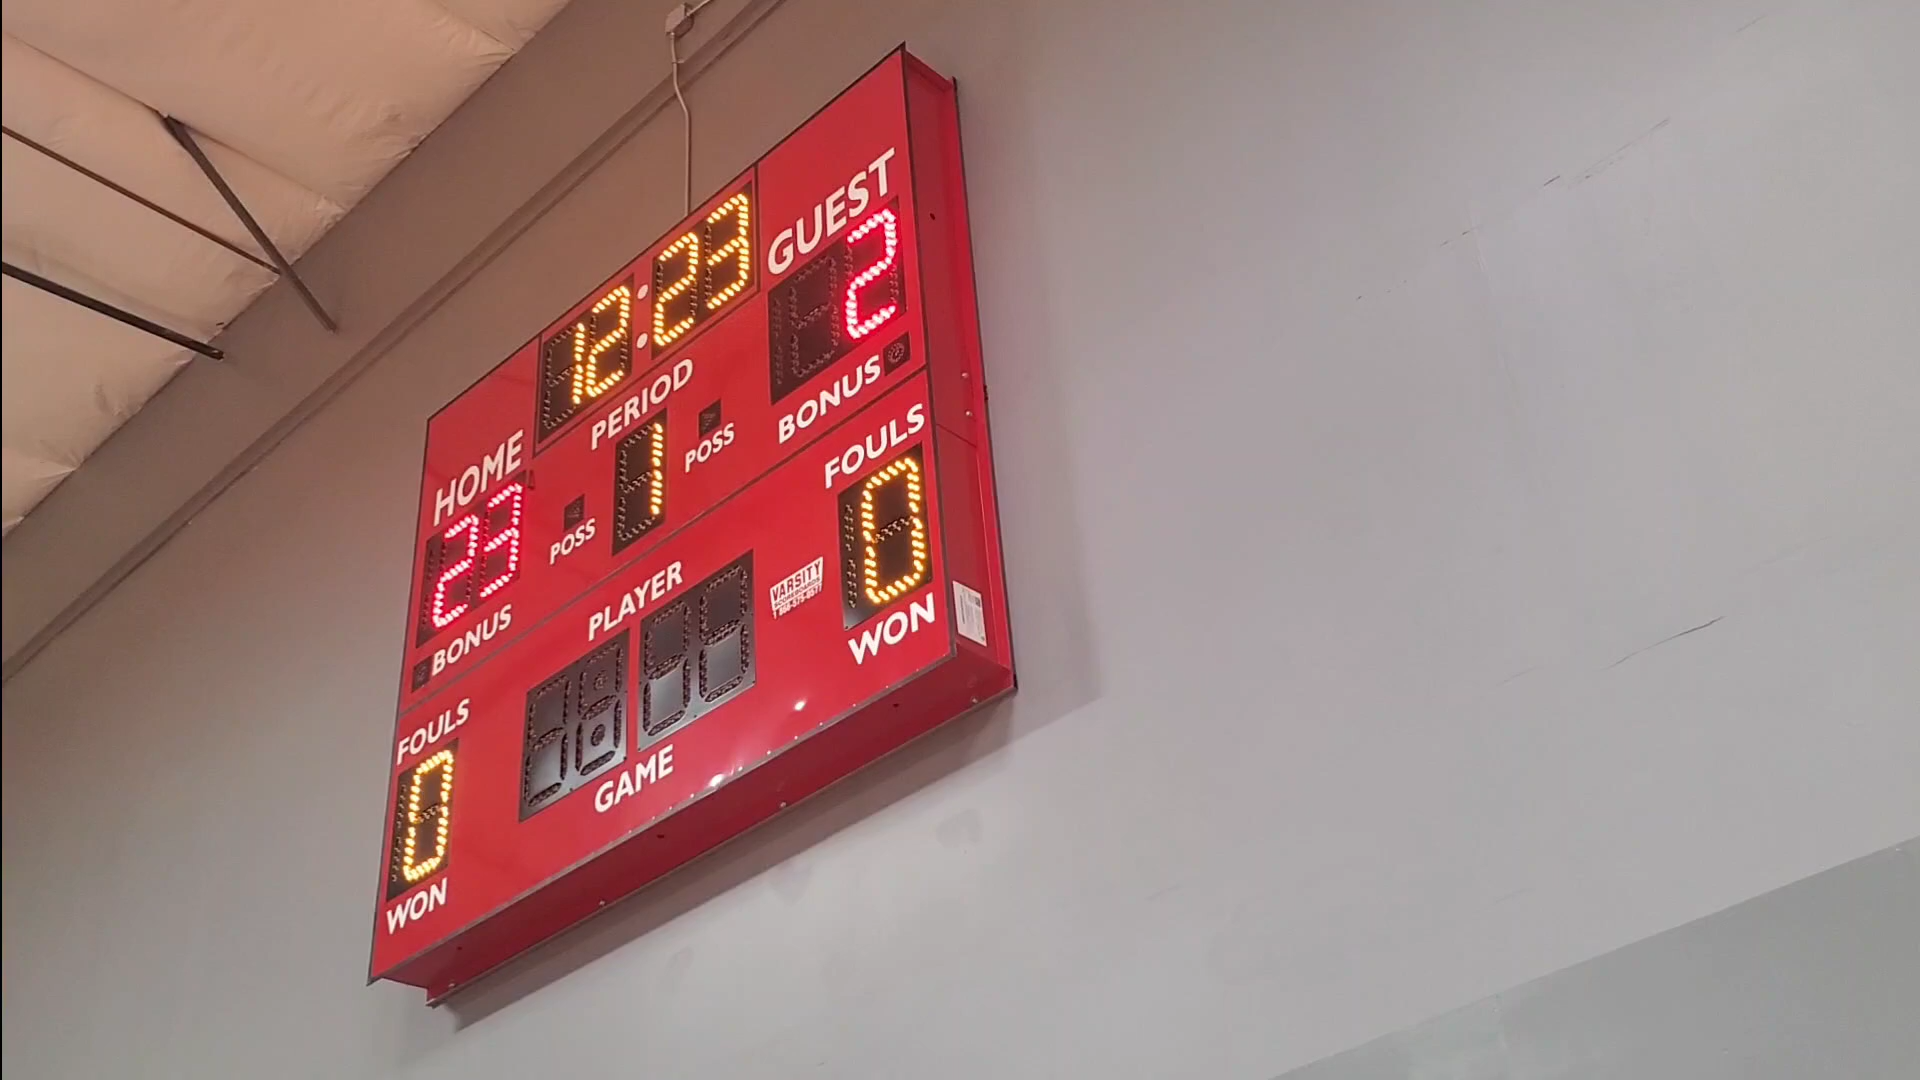 12:23
GUEST
2
PERIOD
1
POSS
POSS
BONUS
HOME
23
BONUS
FOULS
0
WON
PLAYER
VARSITY
SCOREBOARDS
GAME
FOULS
0
WON